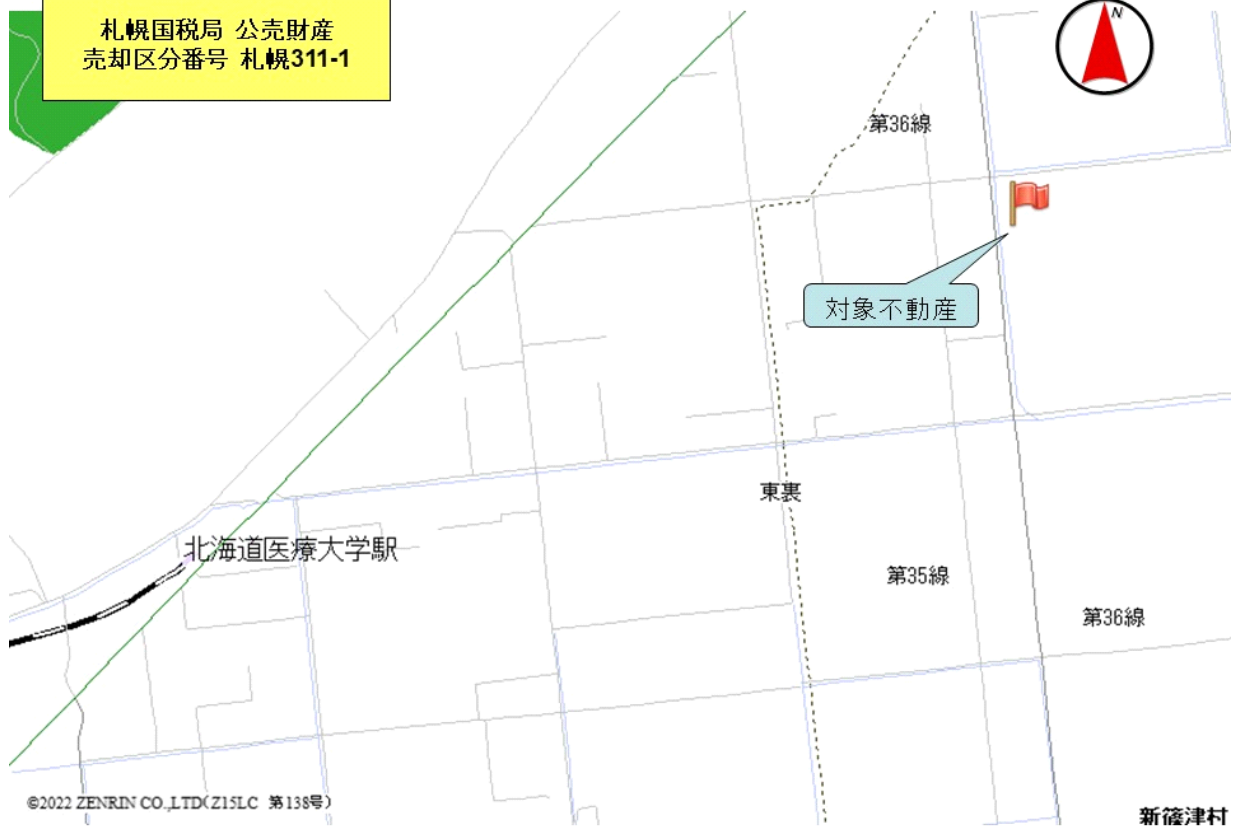 札幌国税局 公売財産
売却区分番号 札幌311-1
N
第36線
対象不動産
東裏
北海道医療大学駅
第35線
第36線
©2022 ZENRIN CO.,LTD(Z15LC 第138号)
新篠津村